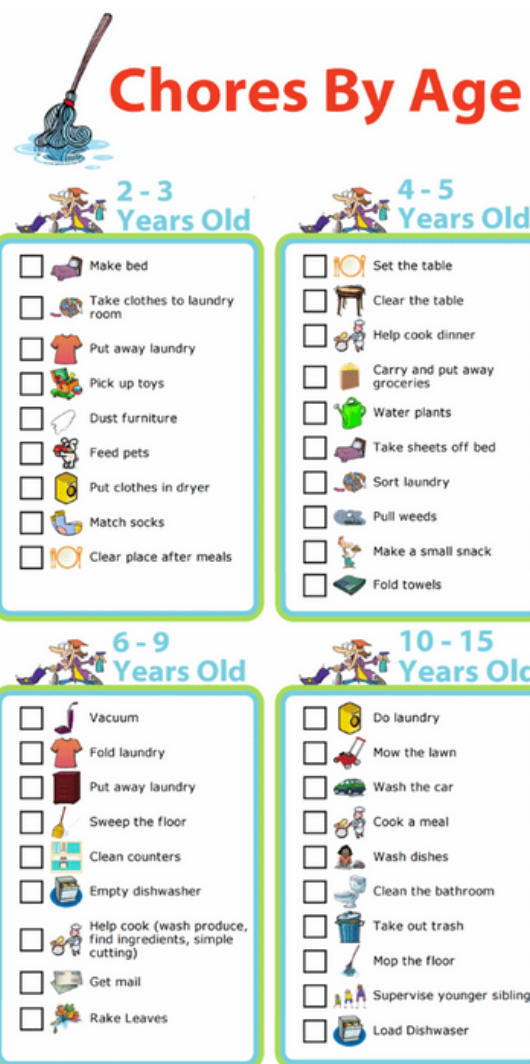 Chores By Age
2 - 3
Years Old
Make bed
Take clothes to laundry
room
Put away laundry
Pick up toys
Dust furniture
Feed pets
Put clothes in dryer
Match socks
Clear place after meals
4 - 5
Years Old
Set the table
Clear the table
Help cook dinner
Carry and put away
groceries
Water plants
Take sheets off bed
Sort laundry
Pull weeds
Make a small snack
Fold towels
6 - 9
Years Old
Vacuum
Fold laundry
Put away laundry
Sweep the floor
Clean counters
Empty dishwasher
Help cook (wash produce,
find ingredients, simple
cutting)
Get mail
Rake Leaves
10 - 15
Years Old
Do laundry
Mow the lawn
Wash the car
Cook a meal
Wash dishes
Clean the bathroom
Take out trash
Mop the floor
Supervise younger sibling
Load Dishwaser